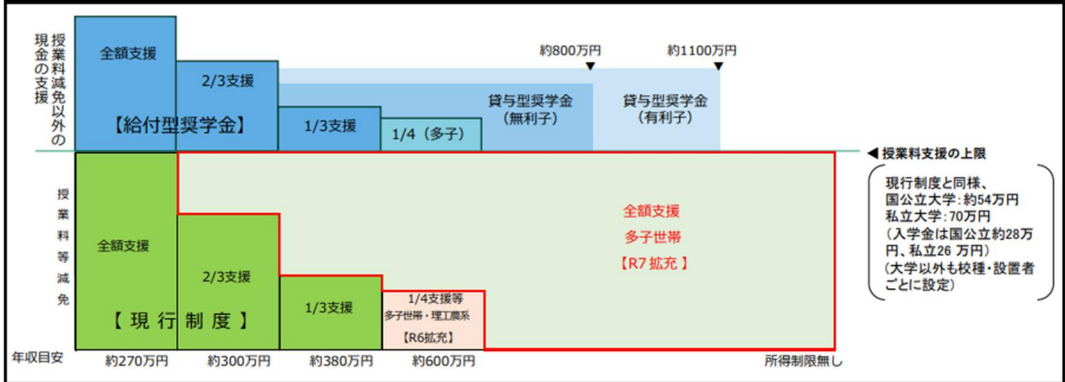 授業料減免以外の
現金の支援
全額支援
2/3支援
【給付型奨学金】
1/3支援
1/4（多子）
約800万円
約1100万円
貸与型奨学金
（無利子）
貸与型奨学金
（有利子）
◀ 授業料支援の上限
現行制度と同様、
国公立大学：約54万円
私立大学：70万円
（入学金は国公立約28万
円、私立26 万円）
（大学以外も校種・設置者
ごとに設定）
授業料等減免
全額支援
2/3支援
【 現 行 制 度 】
1/3支援
1/4支援等
多子世帯・理工農系
【R6拡充】
全額支援
多子世帯
【R7 拡充 】
年収目安
約270万円
約300万円
約380万円
約600万円
所得制限無し